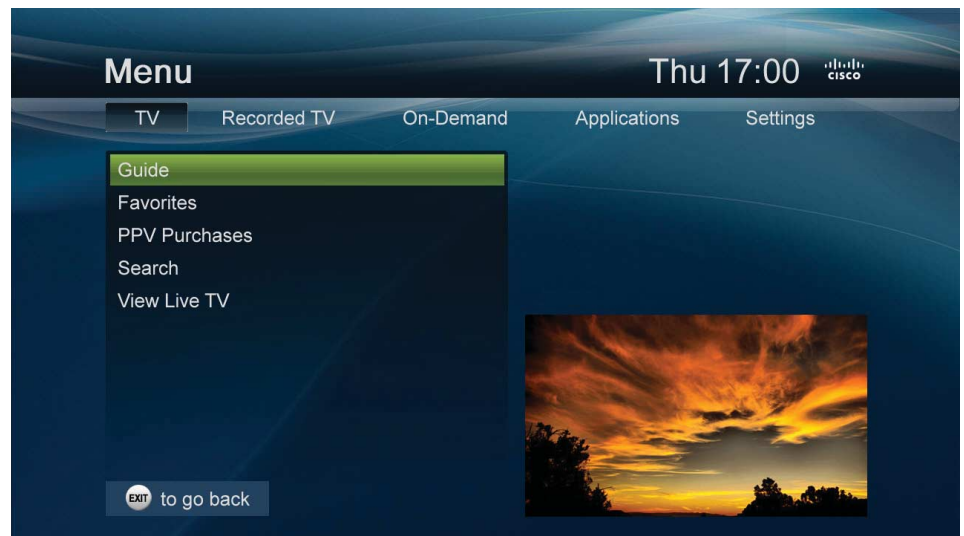 Menu
Thu 17:00 cisco
TV Recorded TV On-Demand Applications Settings
Guide
Favorites
PPV Purchases
Search
View Live TV
EXIT to go back